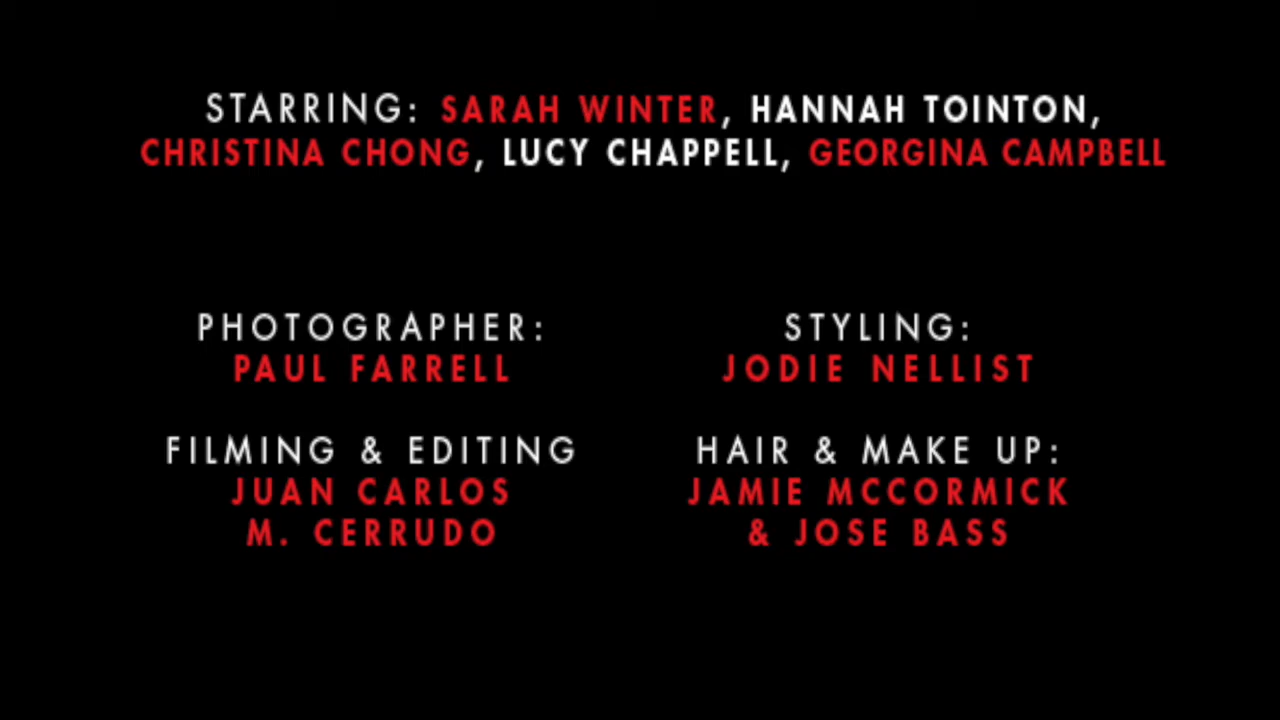 STARRING: SARAH WINTER, HANNAH TOINTON,
CHRISTINA CHONG, LUCY CHAPPELL, GEORGINA CAMPBELL
PHOTOGRAPHER:
PAUL FARRELL
STYLING:
JODIE NELLIST
FILMING & EDITING
JUAN CARLOS
M. CERRUDO
HAIR & MAKE UP:
JAMIE MCCORMICK
& JOSE BASS